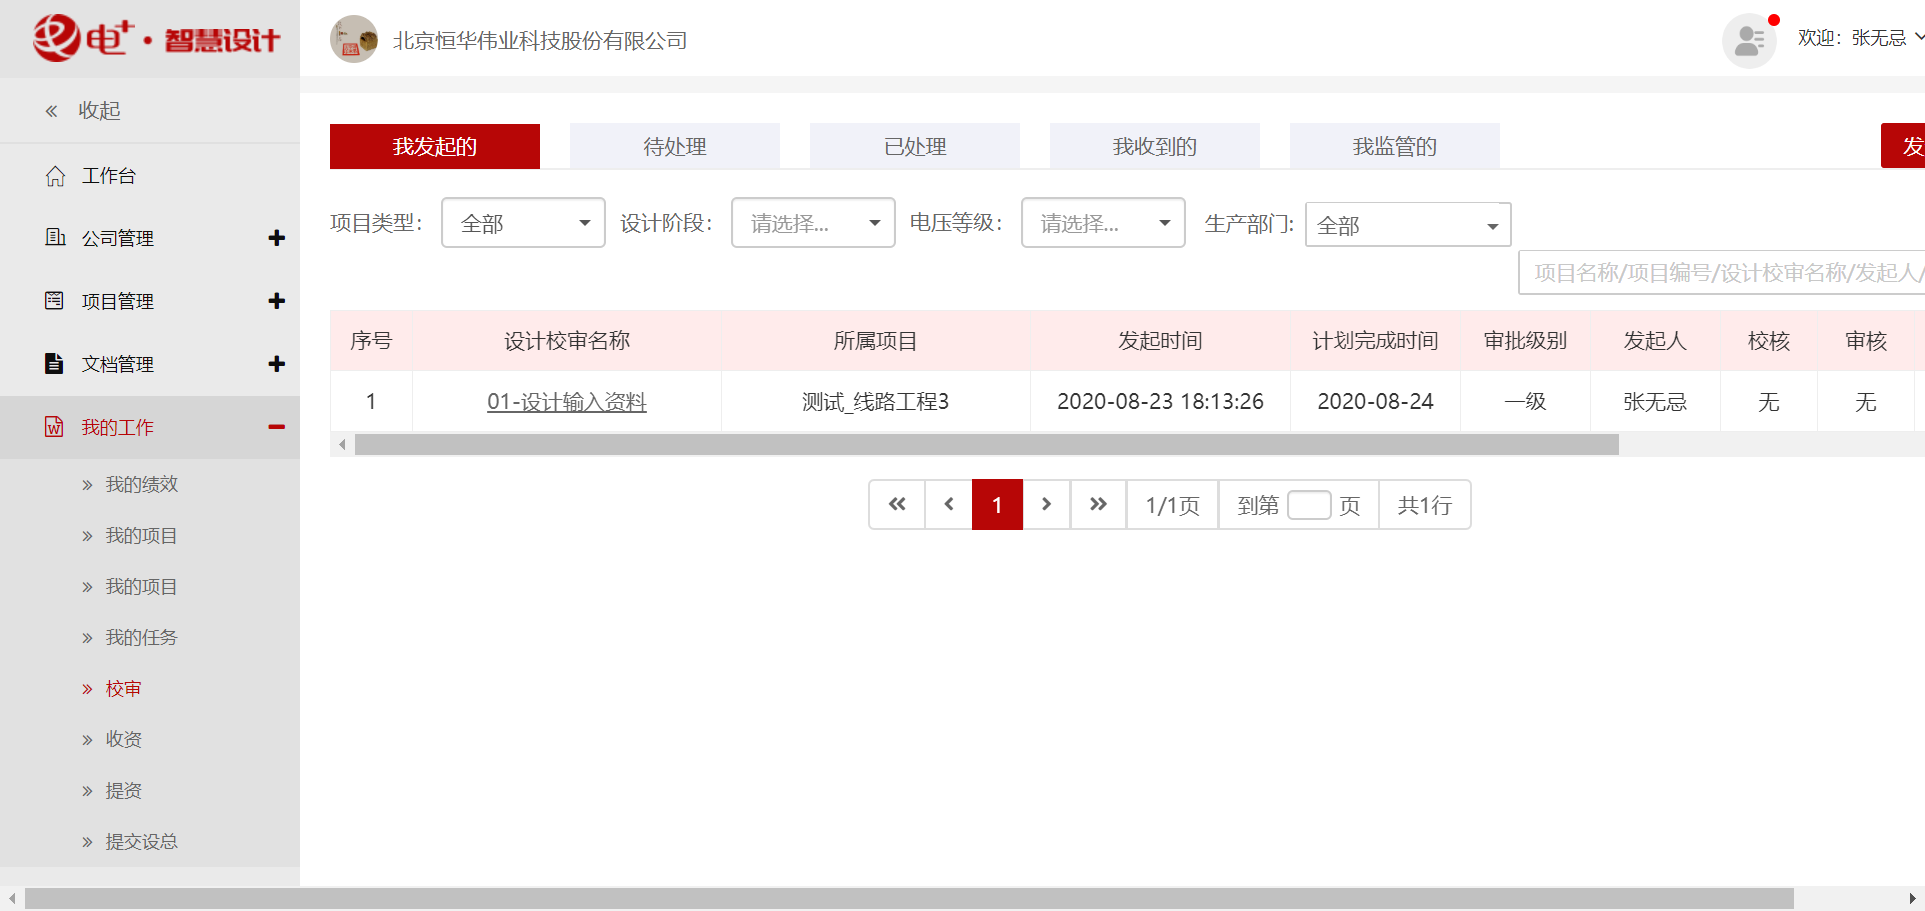 电+·智慧设计
北京恒华伟业科技股份有限公司
欢迎：张无忌
收起
工作台
公司管理
项目管理
文档管理
我的工作
我的绩效
我的项目
我的项目
我的任务
校审
收资
提资
提交设总
我发起的 待处理 已处理 我收到的 我监管的 发
项目类型： 全部 设计阶段： 请选择... 电压等级： 请选择... 生产部门: 全部
项目名称/项目编号/设计校审名称/发起人/
序号 设计校审名称 所属项目 发起时间 计划完成时间 审批级别 发起人 校核 审核
1 01-设计输入资料 测试_线路工程3 2020-08-23 18:13:26 2020-08-24 一级 张无忌 无 无
1 1/1页 到第 页 共1行